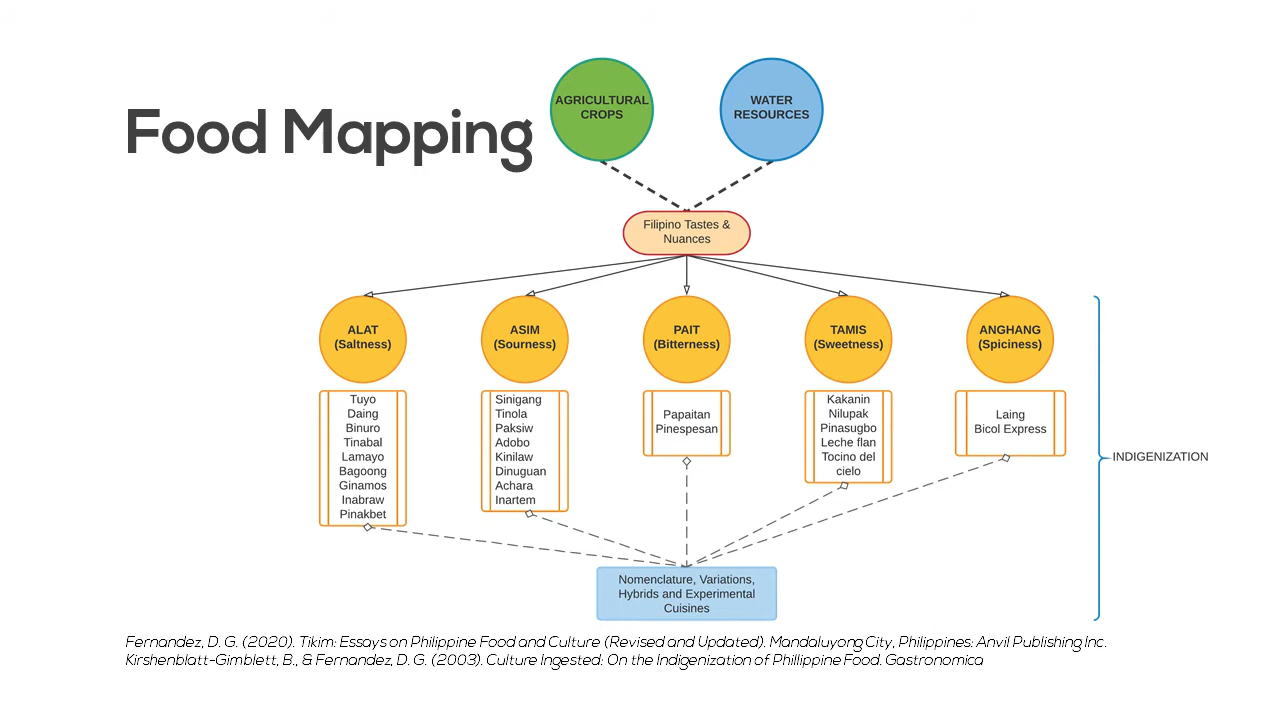 Food Mapping
AGRICULTURAL
CROPS
WATER
RESOURCES
Filipino Tastes &
Nuances
ALAT
(Saltness)
ASIM
(Sourness)
PAIT
(Bitterness)
TAMIS
(Sweetness)
ANGHANG
(Spiciness)
Tuyo
Daing
Binuro
Tinabal
Lamayo
Bagoong
Ginamos
Inabraw
Pinakbet
Sinigang
Tinola
Paksiw
Adobo
Kinilaw
Dinuguan
Achara
Inartem
Papaitan
Pinespesan
Kakanin
Nilupak
Pinasugbo
Leche flan
Tocino del
cielo
Laing
Bicol Express
INDIGENIZATION
Nomenclature, Variations,
Hybrids and Experimental
Cuisines
Fernandez, D. G. (2020). Tikim: Essays on Philippine Food and Culture (Revised and Updated). Mandaluyong City, Philippines: Anvil Publishing Inc.
Kirshenblatt-Gimblett, B., & Fernandez, D. G. (2003). Culture Ingested: On the Indigenization of Phillippine Food. Gastronomica